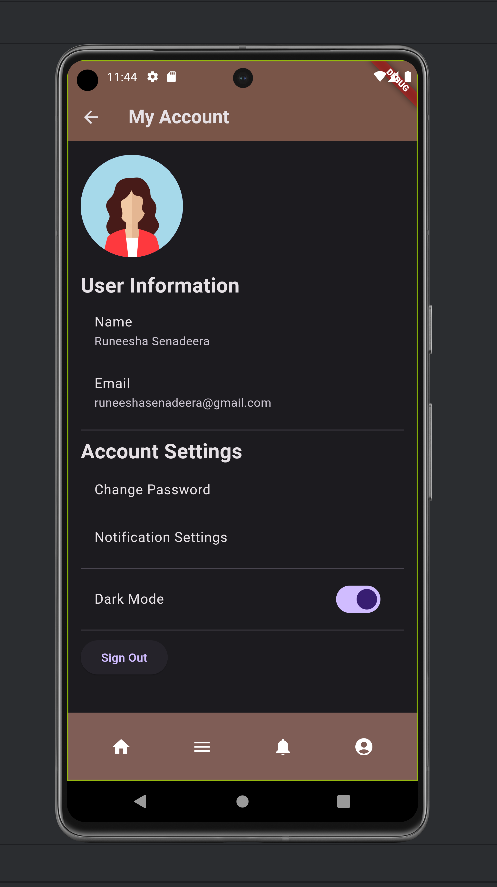 11:44
DEBUG
My Account
User Information
Name
Runeesha Senadeera
Email
runeeshasenadeera@gmail.com
Account Settings
Change Password
Notification Settings
Dark Mode
Sign Out